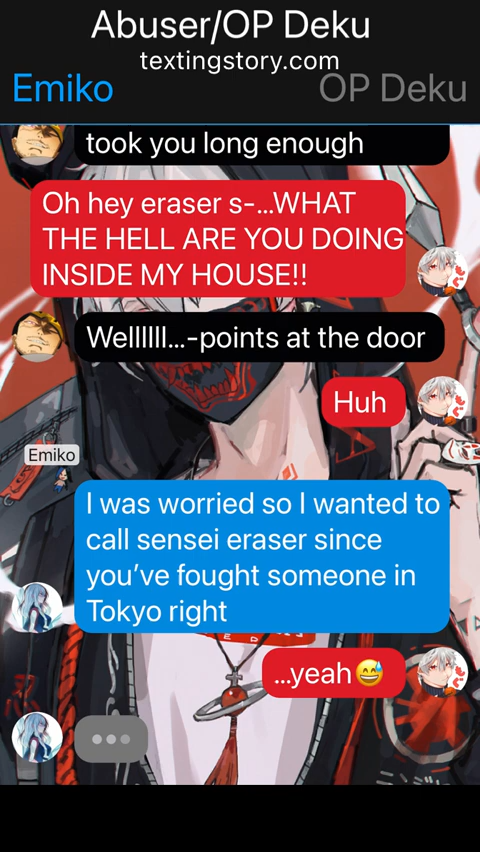 Abuser/OP Deku
textingstory.com
Emiko
OP Deku
took you long enough
Oh hey eraser s-...WHAT
THE HELL ARE YOU DOING
INSIDE MY HOUSE!!
Wellllll...-points at the door
Huh
Emiko
I was worried so I wanted to
call sensei eraser since
you’ve fought someone in
Tokyo right
...yeah😅